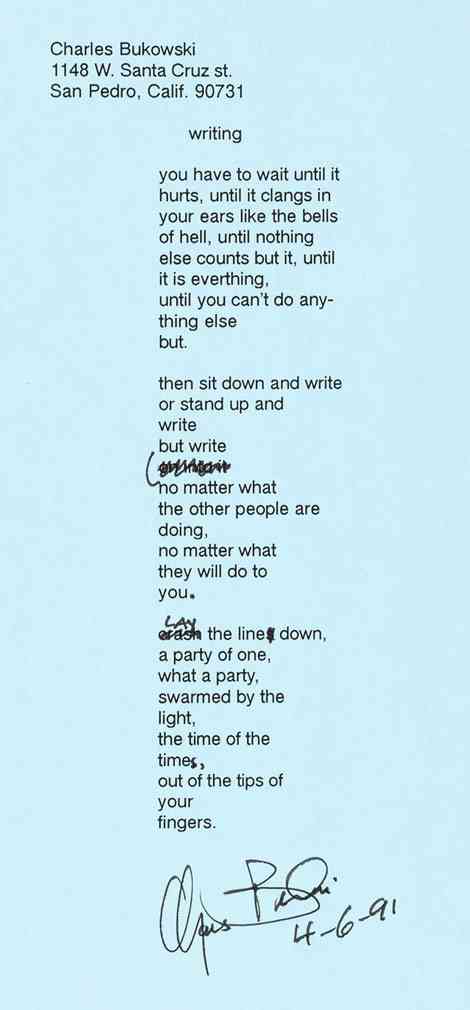 Charles Bukowski
1148 W. Santa Cruz st.
San Pedro, Calif. 90731
writing
you have to wait until it
hurts, until it clangs in
your ears like the bells
of hell, until nothing
else counts but it, until
it is everthing,
until you can't do any-
thing else
but.
then sit down and write
or stand up and
write
but write
no matter what
the other people are
doing,
no matter what
they will do to
you.
LAY
crash the line down,
a party of one,
what a party,
swarmed by the
light,
the time of the
times,
out of the tips of
your
fingers.
4-6-91